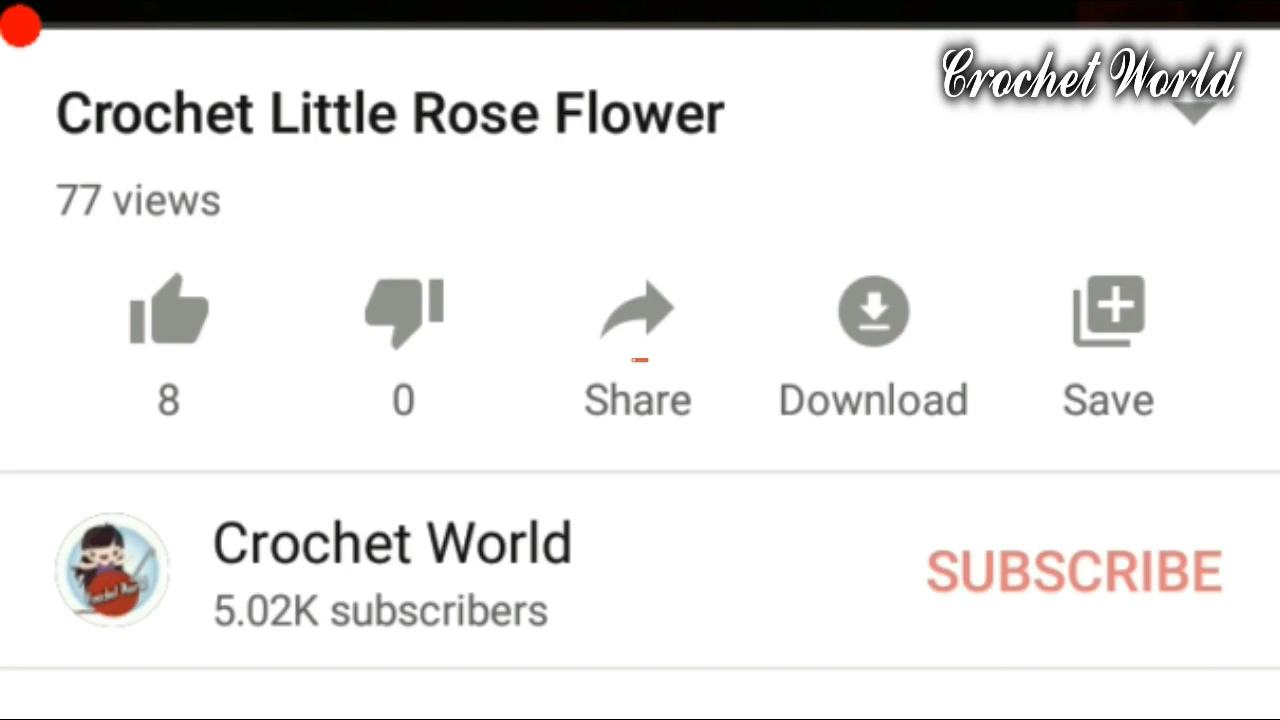 Crochet World
Crochet Little Rose Flower
77 views
8
0
Share
Download
Save
Crochet World
5.02K subscribers
SUBSCRIBE